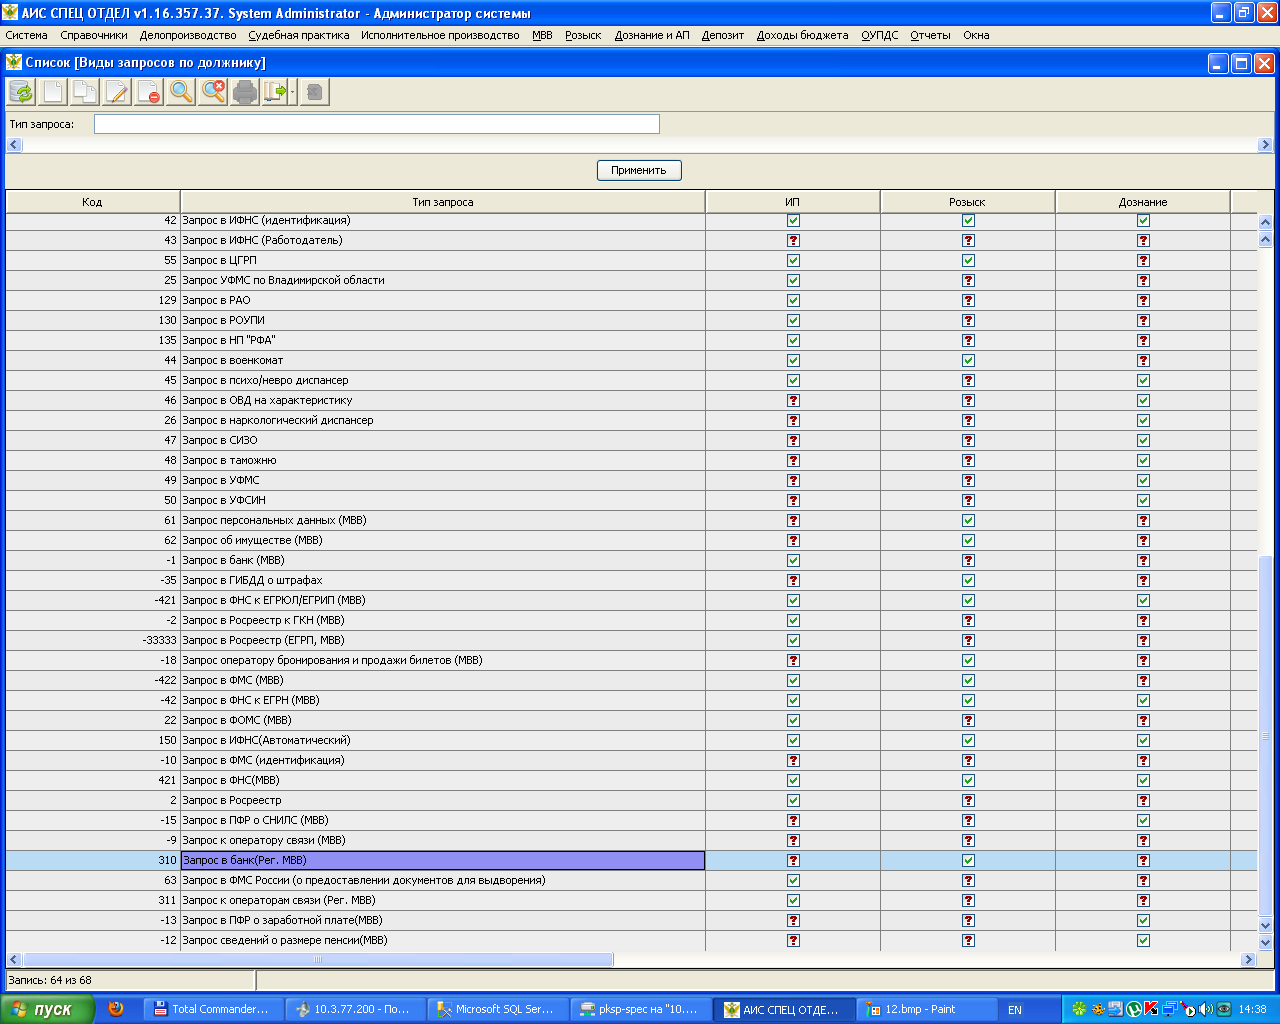 АИС СПЕЦ ОТДЕЛ v1.16.357.37. System Administrator - Администратор системы
Система Справочники Делопроизводство Судебная практика Исполнительное производство МВВ Розыск Дознание и АП Депозит Доходы бюджета ОУПДС Отчеты Окна
Список [Виды запросов по должнику]
Тип запроса:
Применить
Код Тип запроса ИП Розыск Дознание
42 Запрос в ИФНС (идентификация)
43 Запрос в ИФНС (Работодатель)
55 Запрос в ЦГРП
25 Запрос УФМС по Владимирской области
129 Запрос в РАО
130 Запрос в РОУПИ
135 Запрос в НП "РФА"
44 Запрос в военкомат
45 Запрос в психо/невро диспансер
46 Запрос в ОВД на характеристику
26 Запрос в наркологический диспансер
47 Запрос в СИЗО
48 Запрос в таможню
49 Запрос в УФМС
50 Запрос в УФСИН
61 Запрос персональных данных (МВВ)
62 Запрос об имуществе (МВВ)
-1 Запрос в банк (МВВ)
-35 Запрос в ГИБДД о штрафах
-421 Запрос в ФНС к ЕГРЮЛ/ЕГРИП (МВВ)
-2 Запрос в Росреестр к ГКН (МВВ)
-33333 Запрос в Росреестр (ЕГРП, МВВ)
-18 Запрос оператору бронирования и продажи билетов (МВВ)
-422 Запрос в ФМС (МВВ)
-42 Запрос в ФНС к ЕГРН (МВВ)
22 Запрос в ФОМС (МВВ)
150 Запрос в ИФНС(Автоматический)
-10 Запрос в ФМС (идентификация)
421 Запрос в ФНС(МВВ)
2 Запрос в Росреестр
-15 Запрос в ПФР о СНИЛС (МВВ)
-9 Запрос к оператору связи (МВВ)
310 Запрос в банк(Рег. МВВ)
63 Запрос в ФМС России (о предоставлении документов для выдворения)
311 Запрос к операторам связи (Рег. МВВ)
-13 Запрос в ПФР о заработной плате(МВВ)
-12 Запрос сведений о размере пенсии(МВВ)
Запись: 64 из 68
пуск Total Commander... 10.3.77.200 - По... Microsoft SQL Ser... pksp-spec на "10.... АИС СПЕЦ ОТДЕ... 12.bmp - Paint EN 14:38